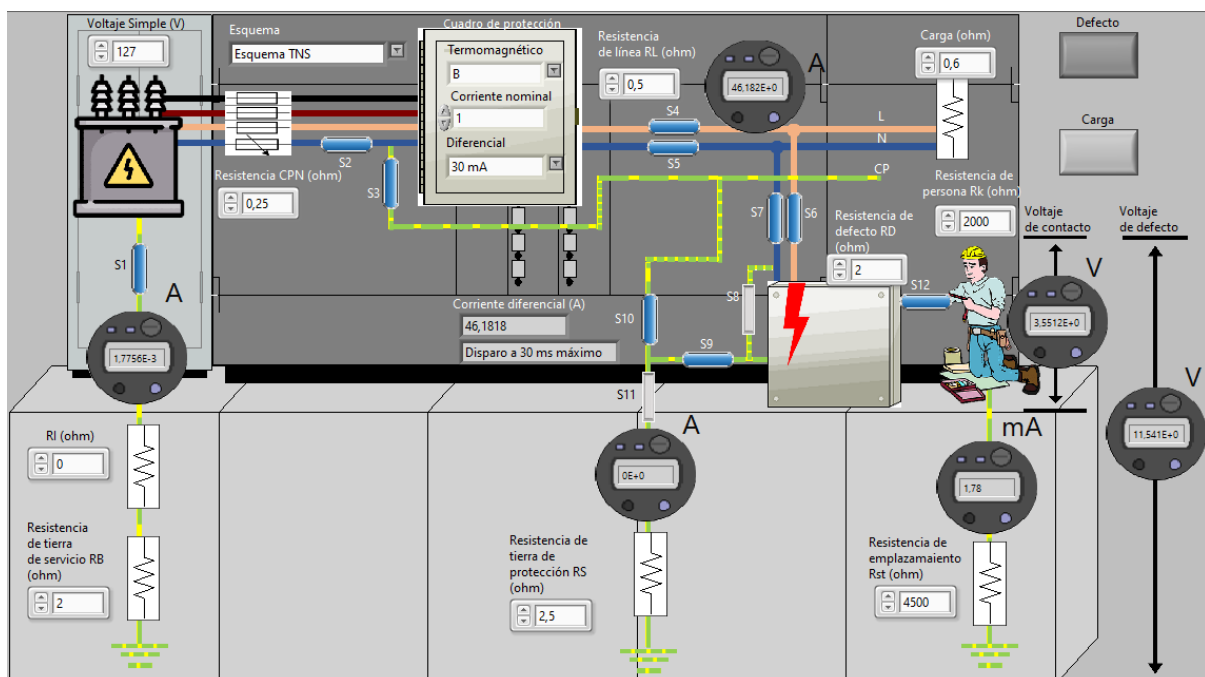 Voltaje Simple (V)
127
Esquema
Esquema TNS
Cuadro de protección
Termomagnético
B
Corriente nominal
1
Diferencial
30 mA
Resistencia
de línea RL (ohm)
0,5
46,182E+0
A
Carga (ohm)
0,6
Defecto
Carga
S4
S5
L
N
CP
S2
S3
Resistencia CPN (ohm)
0,25
Resistencia de
persona Rk (ohm)
2000
S7
S6
Resistencia de
defecto RD
(ohm)
2
Voltaje
de contacto
Voltaje
de defecto
S1
A
1,7756E-3
Corriente diferencial (A)
46,1818
Disparo a 30 ms máximo
S10
S8
S9
S12
V
3,5512E+0
S11
A
0E+0
mA
1,78
V
11,541E+0
RI (ohm)
0
Resistencia
de tierra
de servicio RB
(ohm)
2
Resistencia de
tierra de
protección RS
(ohm)
2,5
Resistencia de
emplazamiento
Rst (ohm)
4500